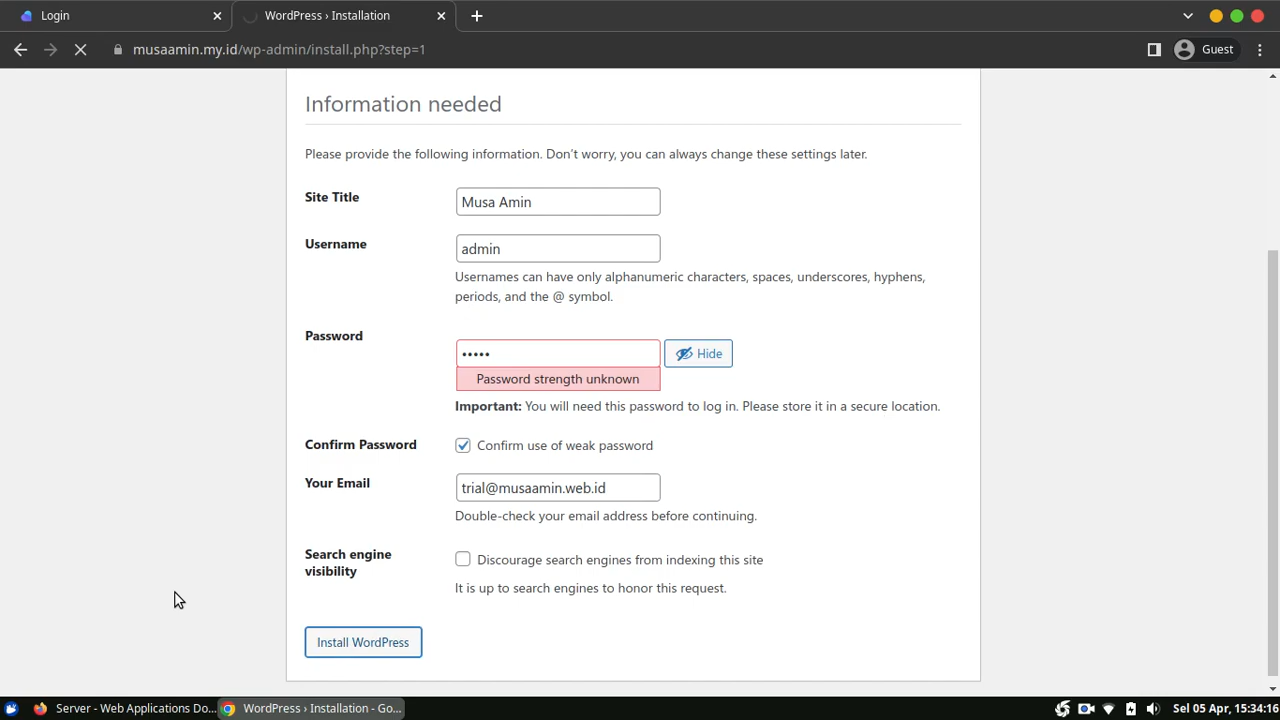 Login
WordPress › Installation
musaamin.my.id/wp-admin/install.php?step=1
Guest
Information needed
Please provide the following information. Don't worry, you can always change these settings later.
Site Title
Musa Amin
Username
admin
Usernames can have only alphanumeric characters, spaces, underscores, hyphens,
periods, and the @ symbol.
Password
•••••
Hide
Password strength unknown
Important: You will need this password to log in. Please store it in a secure location.
Confirm Password
Confirm use of weak password
Your Email
trial@musaamin.web.id
Double-check your email address before continuing.
Search engine
visibility
Discourage search engines from indexing this site
It is up to search engines to honor this request.
Install WordPress
Server - Web Applications Do...
WordPress › Installation - Go...
Sel 05 Apr, 15:34:16